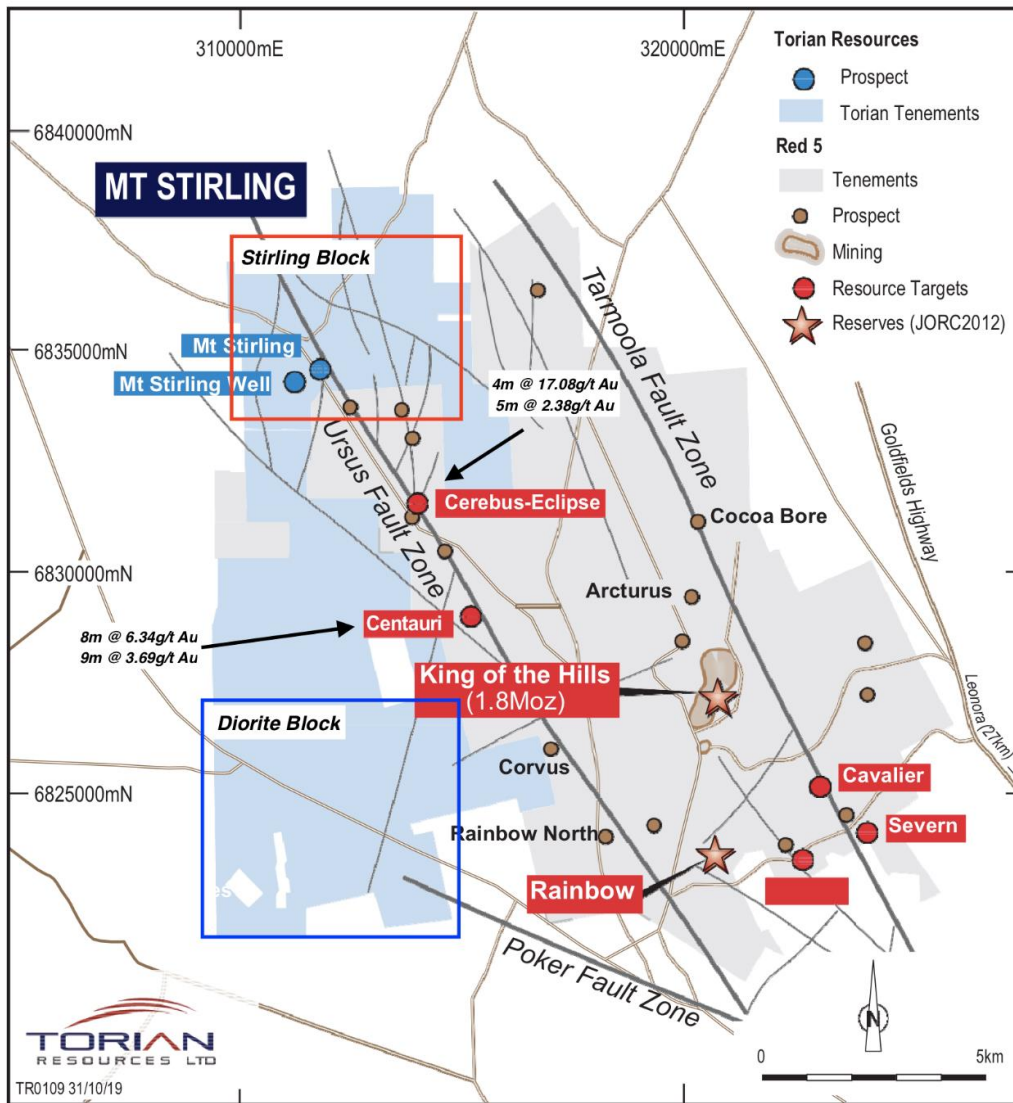 310000mE
320000mE
Torian Resources
Prospect
Torian Tenements
Red 5
Tenements
Prospect
Mining
Resource Targets
Reserves (JORC2012)
6840000mN
MT STIRLING
Stirling Block
Tarmoola Fault Zone
6835000mN
Mt Stirling
Mt Stirling Well
4m @ 17.08g/t Au
5m @ 2.38g/t Au
Ursus Fault Zone
Goldfields Highway
Cerebus-Eclipse
Cocoa Bore
6830000mN
Arcturus
Centauri
8m @ 6.34g/t Au
9m @ 3.69g/t Au
King of the Hills
(1.8Moz)
Leonora (27km)
Diorite Block
Corvus
Cavalier
6825000mN
Severn
Rainbow North
Rainbow
Poker Fault Zone
N
TORIAN
RESOURCES LTD
0
5km
TR0109 31/10/19